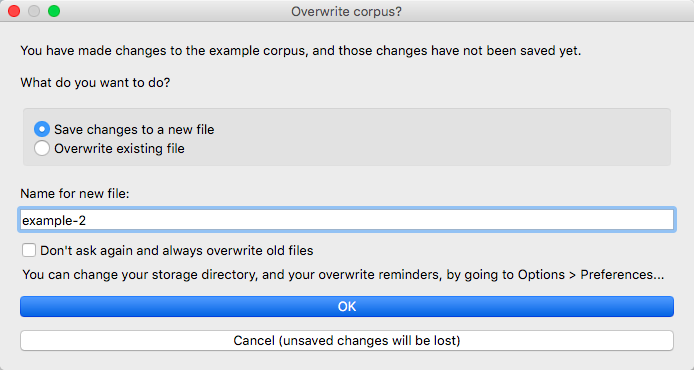 Overwrite corpus?
You have made changes to the example corpus, and those changes have not been saved yet.
What do you want to do?
Save changes to a new file
Overwrite existing file
Name for new file:
example-2
Don't ask again and always overwrite old files
You can change your storage directory, and your overwrite reminders, by going to Options > Preferences...
OK
Cancel (unsaved changes will be lost)